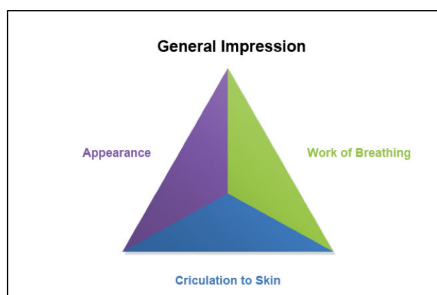 General Impression
Appearance
Work of Breathing
Criculation to Skin